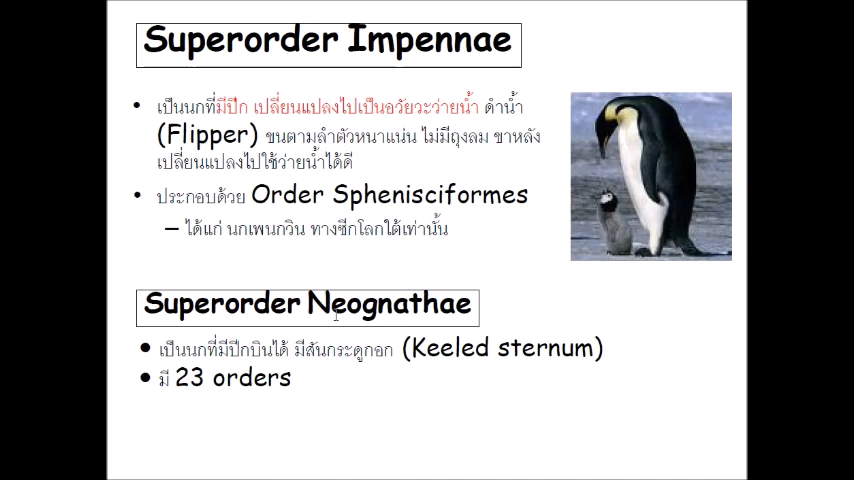 Superorder Impennae
• เป็นนกที่มีปีก เปลี่ยนแปลงไปเป็นอวัยวะว่ายน้ำ ดำน้ำ
(Flipper) ขนตามลำตัวหนาแน่น ไม่มีถุงลม ขาหลัง
เปลี่ยนแปลงไปใช้ว่ายน้ำได้ดี
• ประกอบด้วย Order Sphenisciformes
– ได้แก่ นกเพนกวิน ทางซีกโลกใต้เท่านั้น
Superorder Neognathae
• เป็นนกที่มีปีกบินได้ มีสันกระดูกอก (Keeled sternum)
• มี 23 orders